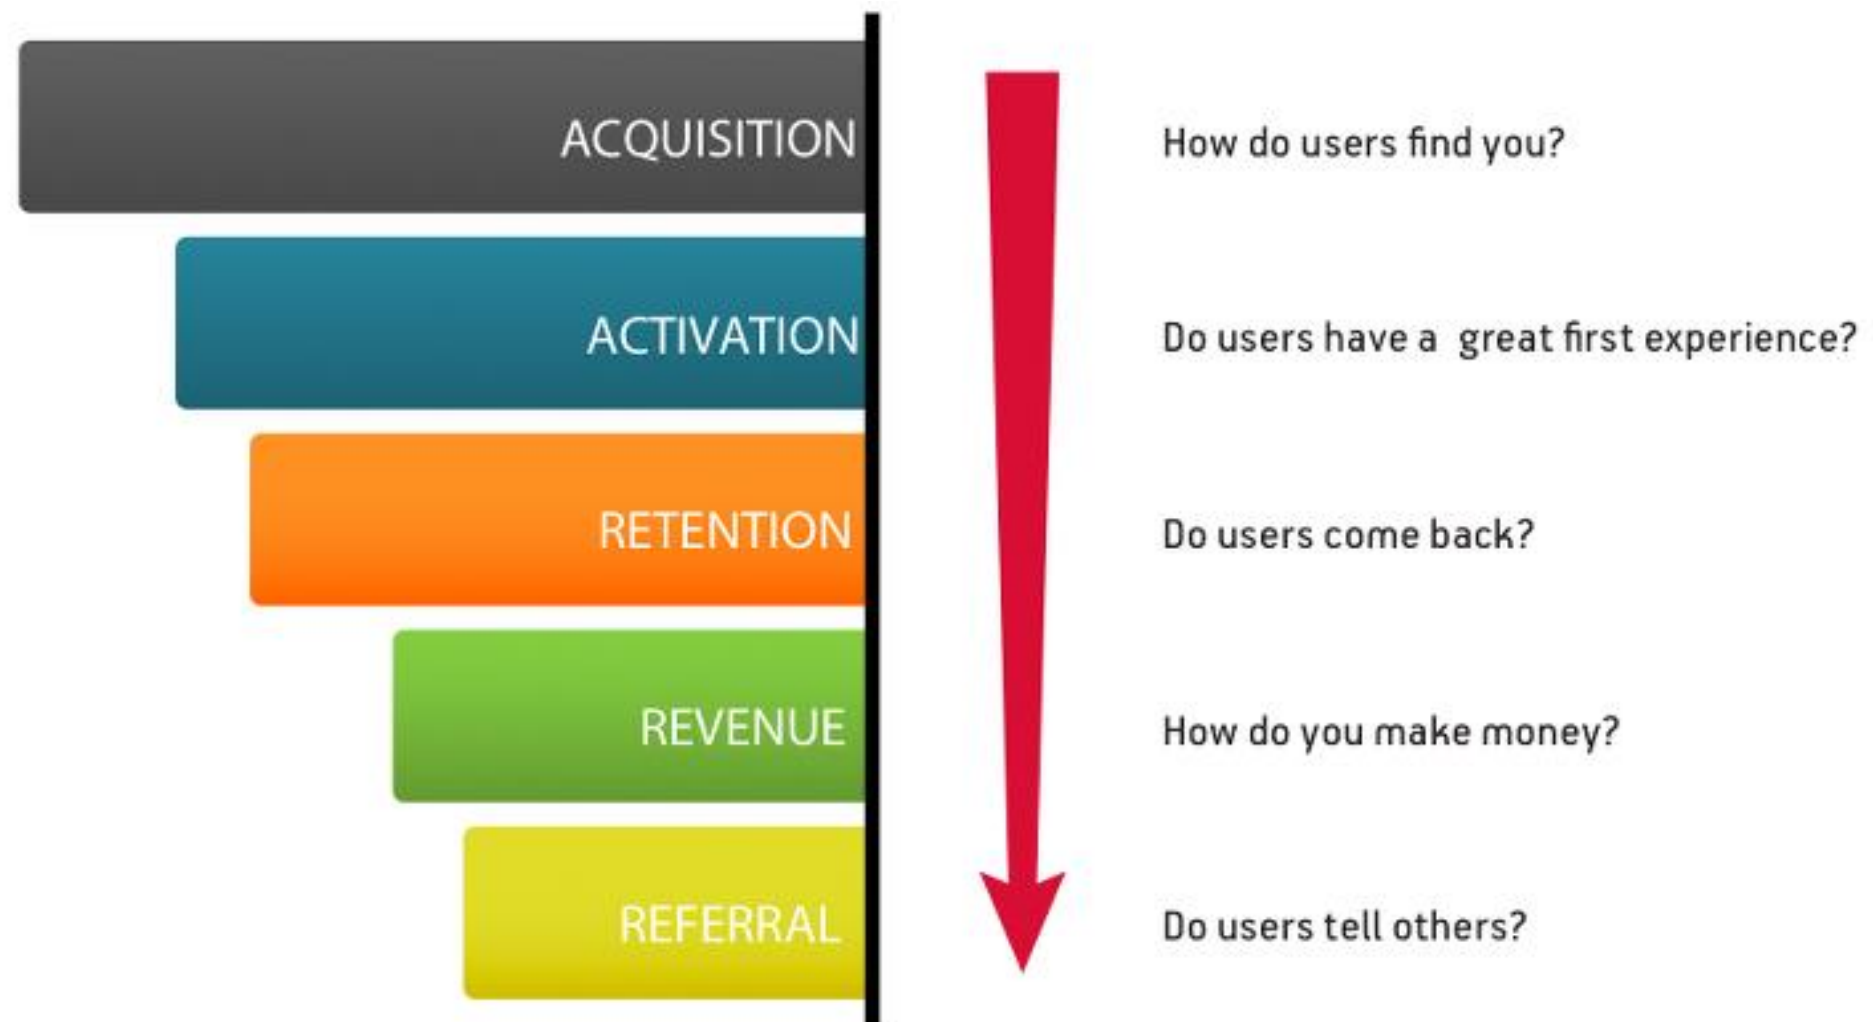 ACQUISITION
How do users find you?
ACTIVATION
Do users have a great first experience?
RETENTION
Do users come back?
REVENUE
How do you make money?
REFERRAL
Do users tell others?